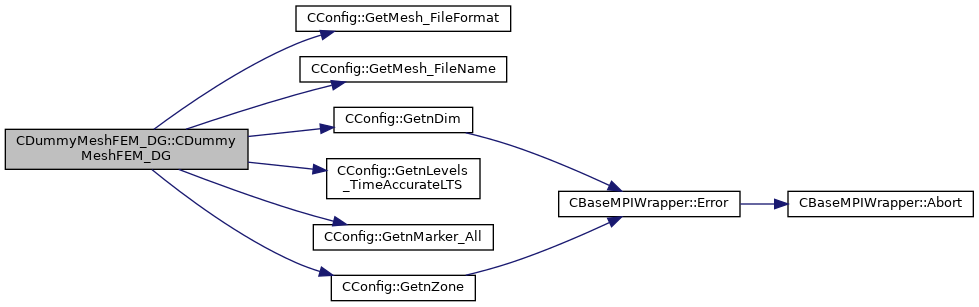 CDummyMeshFEM_DG::CDummy
MeshFEM_DG
CConfig::GetMesh_FileFormat
CConfig::GetMesh_FileName
CConfig::GetnDim
CConfig::GetnLevels
_TimeAccurateLTS
CConfig::GetnMarker_All
CConfig::GetnZone
CBaseMPIWrapper::Error
CBaseMPIWrapper::Abort